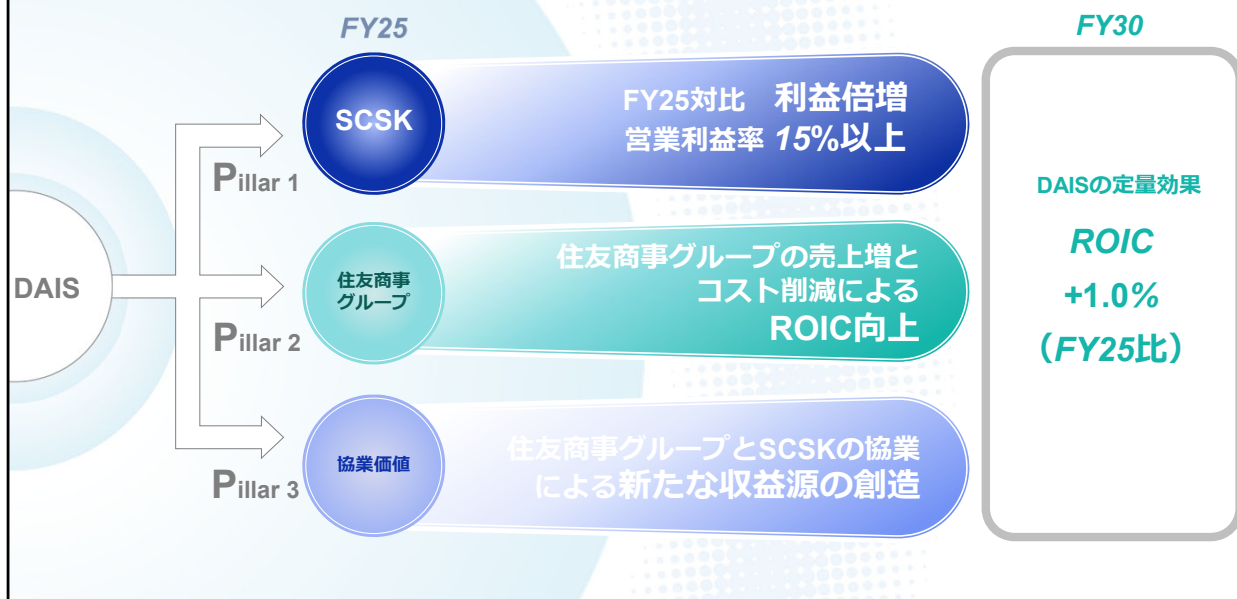 FY25
FY30
DAIS
Pillar 1
SCSK
FY25対比 利益倍増
営業利益率 15%以上
Pillar 2
住友商事
グループ
住友商事グループの売上増と
コスト削減による
ROIC向上
Pillar 3
協業価値
住友商事グループとSCSKの協業
による新たな収益源の創造
DAISの定量効果
ROIC
+1.0%
(FY25比)